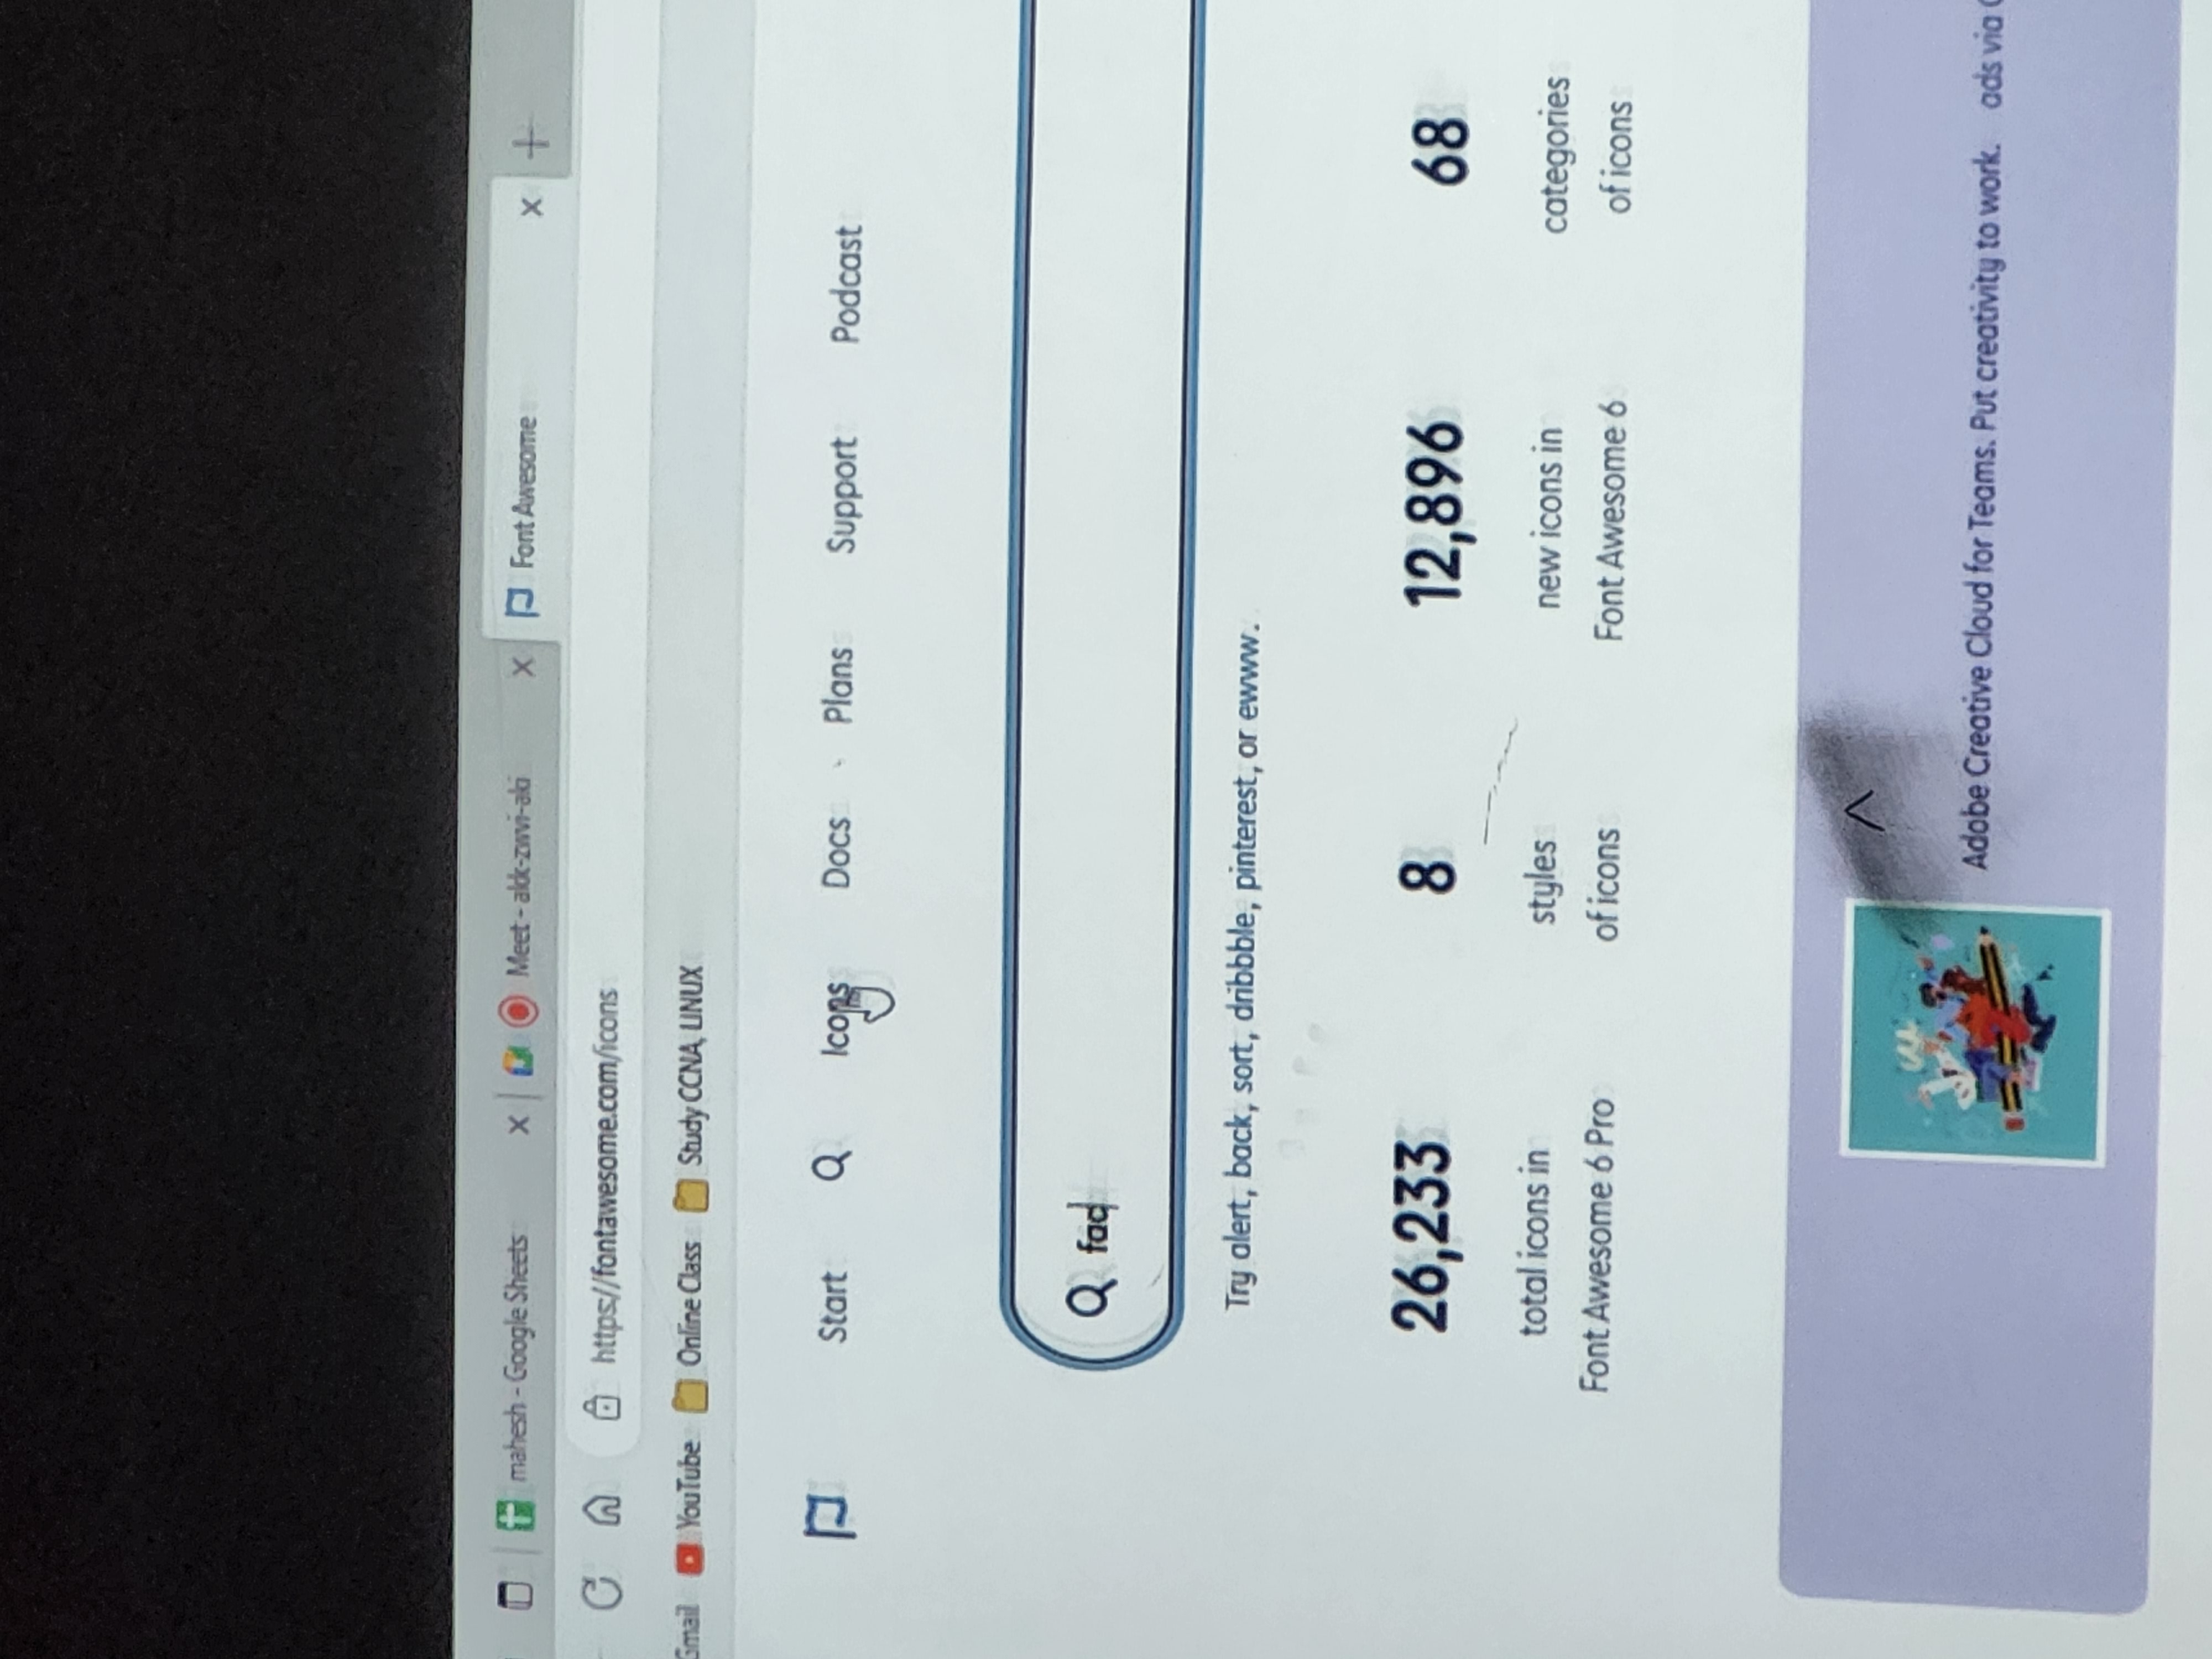 mahesh - Google Sheets
Meet - akk-zwvi-aki
Font Awesome
https://fontawesome.com/icons
Gmail
YouTube
Online Class
Study CCNA, LINUX
Start
Icons
Docs
Plans
Support
Podcast
fac
Try alert, back, sort, dribbble, pinterest, or ewww.
26,233
8
12,896
68
total icons in
styles
new icons in
categories
Font Awesome 6 Pro
of icons
Font Awesome 6
of icons
Adobe Creative Cloud for Teams. Put creativity to work.
ads via